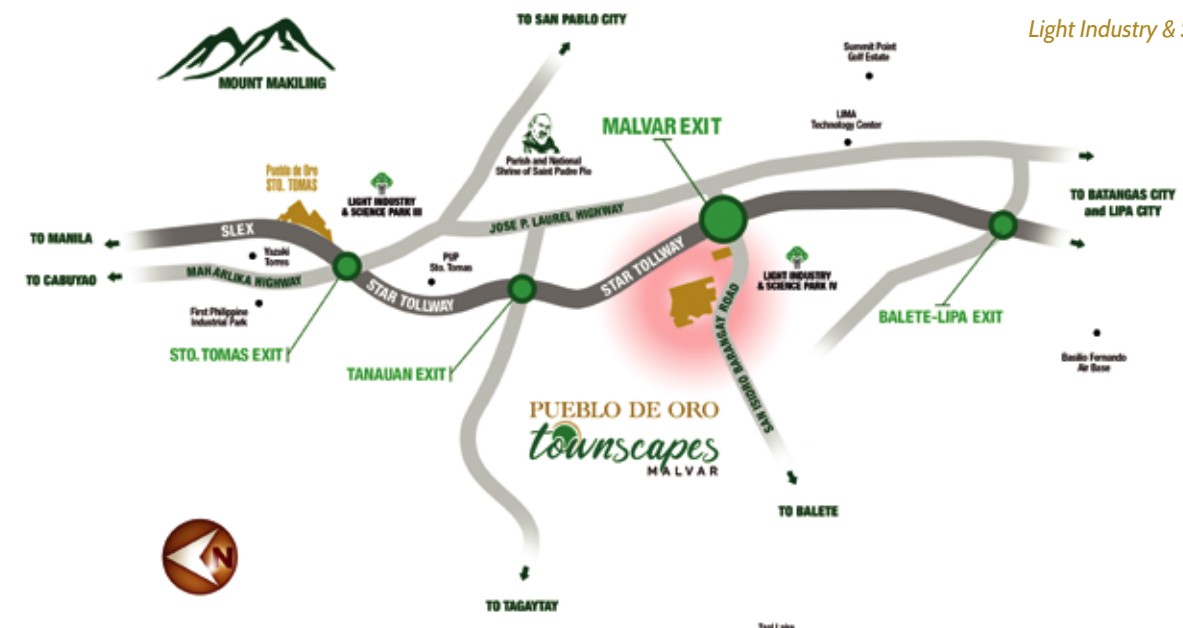 TO SAN PABLO CITY
Light Industry &
MOUNT MAKILING
Summit Point
Golf Estate
LIMA
Technology Center
MALVAR EXIT
Parish and National
Shrine of Saint Padre Pio
Pueblo de Oro
STO. TOMAS
LIGHT INDUSTRY
& SCIENCE PARK III
JOSE P. LAUREL HIGHWAY
TO BATANGAS CITY
and LIPA CITY
SLEX
TO MANILA
Yazaki
Torres
PUP
Sto. Tomas
STAR TOLLWAY
LIGHT INDUSTRY
& SCIENCE PARK IV
TO CABUYAO
MAHARLIKA HIGHWAY
STAR TOLLWAY
First Philippine
Industrial Park
SAN ISIDRO BARANGAY ROAD
BALETE-LIPA EXIT
STO. TOMAS EXIT
TANAUAN EXIT
Basilio Fernando
Air Base
PUEBLO DE ORO
townscapes
MALVAR
TO BALETE
N
TO TAGAYTAY